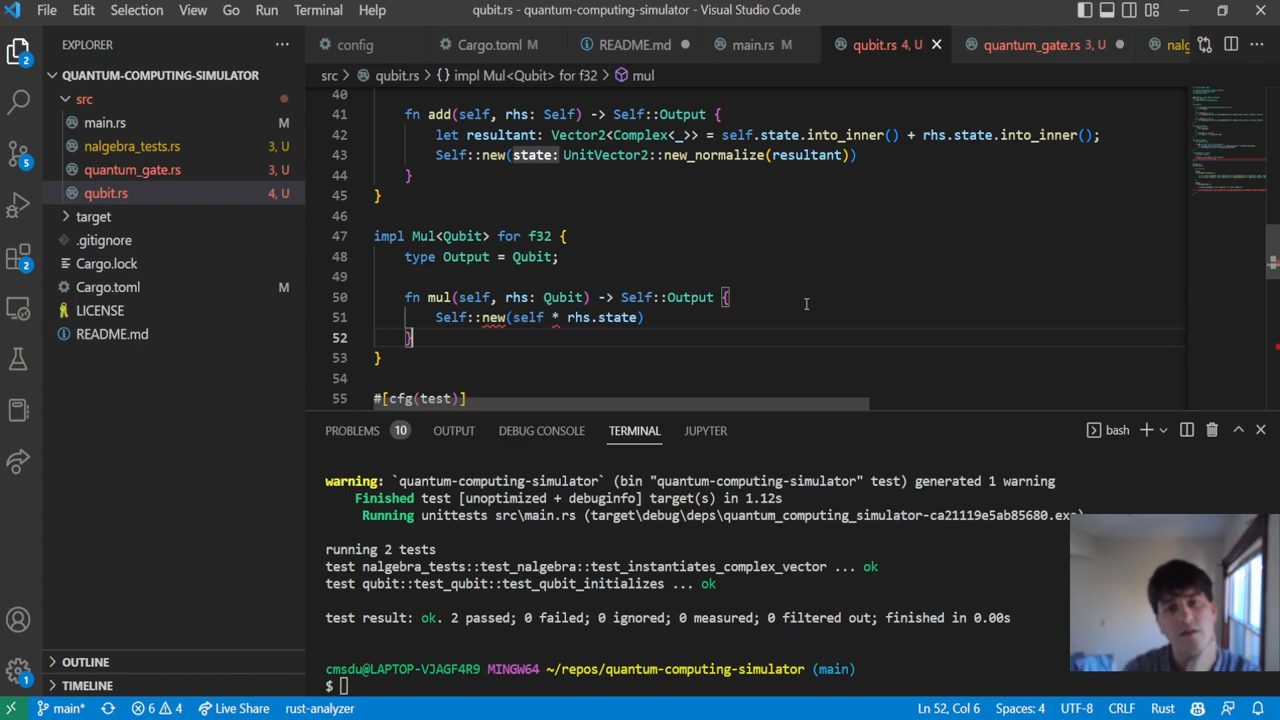 File Edit Selection View Go Run Terminal Help qubit.rs - quantum-computing-simulator - Visual Studio Code
EXPLORER
QUANTUM-COMPUTING-SIMULATOR
src
main.rs M
nalgebra_tests.rs 3, U
quantum_gate.rs 3, U
qubit.rs 4, U
target
.gitignore
Cargo.lock
Cargo.toml M
LICENSE
README.md
OUTLINE
TIMELINE
config Cargo.toml M README.md main.rs M qubit.rs 4, U quantum_gate.rs 3, U nalg
src > qubit.rs > {} impl Mul<Qubit> for f32 > mul
40
41 fn add(self, rhs: Self) -> Self::Output {
42 let resultant: Vector2<Complex<_>> = self.state.into_inner() + rhs.state.into_inner();
43 Self::new(state: UnitVector2::new_normalize(resultant))
44 }
45 }
46
47 impl Mul<Qubit> for f32 {
48 type Output = Qubit;
49
50 fn mul(self, rhs: Qubit) -> Self::Output {
51 Self::new(self * rhs.state)
52 }
53 }
54
55 #[cfg(test)]
PROBLEMS 10 OUTPUT DEBUG CONSOLE TERMINAL JUPYTER bash
warning: `quantum-computing-simulator` (bin "quantum-computing-simulator" test) generated 1 warning
Finished test [unoptimized + debuginfo] target(s) in 1.12s
Running unittests src\main.rs (target\debug\deps\quantum_computing_simulator-ca21119e5ab85680.exe)
running 2 tests
test nalgebra_tests::test_nalgebra::test_instantiates_complex_vector ... ok
test qubit::test_qubit::test_qubit_initializes ... ok
test result: ok. 2 passed; 0 failed; 0 ignored; 0 measured; 0 filtered out; finished in 0.00s
cmsdu@LAPTOP-VJAGF4R9 MINGW64 ~/repos/quantum-computing-simulator (main)
$
2
5
2
1
main* 6 4 Live Share rust-analyzer Ln 52, Col 6 Spaces: 4 UTF-8 CRLF Rust